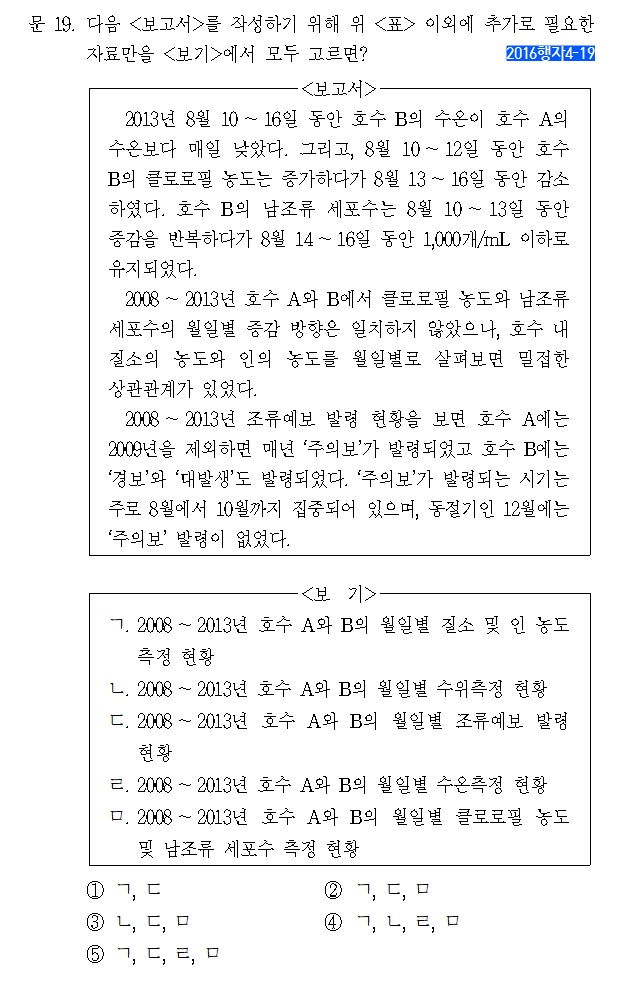 문 19. 다음 <보고서>를 작성하기 위해 위 <표> 이외에 추가로 필요한
자료만을 <보기>에서 모두 고르면?
2016행자4-19
<보고서>
2013년 8월 10 ~ 16일 동안 호수 B의 수온이 호수 A의
수온보다 매일 낮았다. 그리고, 8월 10 ~ 12일 동안 호수
B의 클로로필 농도는 증가하다가 8월 13 ~ 16일 동안 감소
하였다. 호수 B의 남조류 세포수는 8월 10 ~ 13일 동안
증감을 반복하다가 8월 14 ~ 16일 동안 1,000개/mL 이하로
유지되었다.
2008 ~ 2013년 호수 A와 B에서 클로로필 농도와 남조류
세포수의 월일별 증감 방향은 일치하지 않았으나, 호수 내
질소의 농도와 인의 농도를 월일별로 살펴보면 밀접한
상관관계가 있었다.
2008 ~ 2013년 조류예보 발령 현황을 보면 호수 A에는
2009년을 제외하면 매년 ‘주의보’가 발령되었고 호수 B에는
‘경보’와 ‘대발생’도 발령되었다. ‘주의보’가 발령되는 시기는
주로 8월에서 10월까지 집중되어 있으며, 동절기인 12월에는
‘주의보’ 발령이 없었다.
<보 기>
ㄱ. 2008 ~ 2013년 호수 A와 B의 월일별 질소 및 인 농도
측정 현황
ㄴ. 2008 ~ 2013년 호수 A와 B의 월일별 수위측정 현황
ㄷ. 2008 ~ 2013년 호수 A와 B의 월일별 조류예보 발령
현황
ㄹ. 2008 ~ 2013년 호수 A와 B의 월일별 수온측정 현황
ㅁ. 2008 ~ 2013년 호수 A와 B의 월일별 클로로필 농도
및 남조류 세포수 측정 현황
① ㄱ, ㄷ ② ㄱ, ㄷ, ㅁ
③ ㄴ, ㄷ, ㅁ ④ ㄱ, ㄴ, ㄹ, ㅁ
⑤ ㄱ, ㄷ, ㄹ, ㅁ